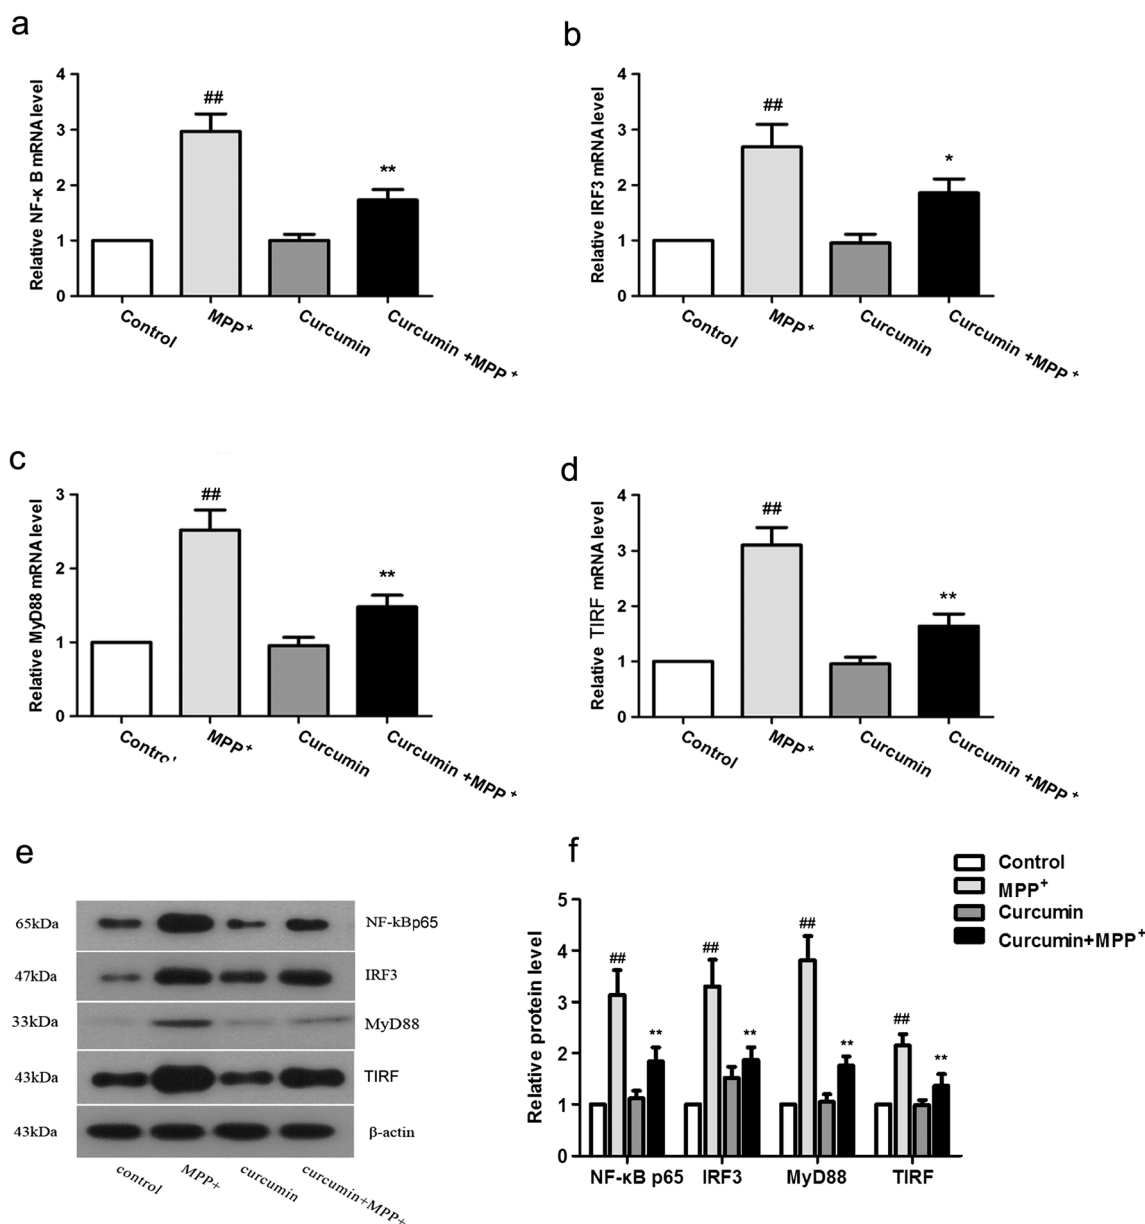 a
Relative NF-κ B mRNA level
4
3
2
1
0
##
**
Control
MPP+
Curcumin
Curcumin +MPP +
b
Relative IRF3 mRNA level
4
3
2
1
0
##
*
Control
MPP+
Curcumin
Curcumin +MPP +
c
Relative MyD88 mRNA level
3
2
1
0
##
**
Contro'
MPP+
Curcumin
Curcumin +MPP +
d
Relative TIRF mRNA level
4
3
2
1
0
##
**
Control
MPP+
Curcumin
Curcumin +MPP +
e
65kDa NF-kBp65
47kDa IRF3
33kDa MyD88
43kDa TIRF
43kDa β-actin
control
MPP+
curcumin
curcumin+MPP+
f
Control
MPP+
Curcumin
Curcumin+MPP+
Relative protein level
5
4
3
2
1
0
## **
## **
## **
## **
NF-κB p65 IRF3 MyD88 TIRF